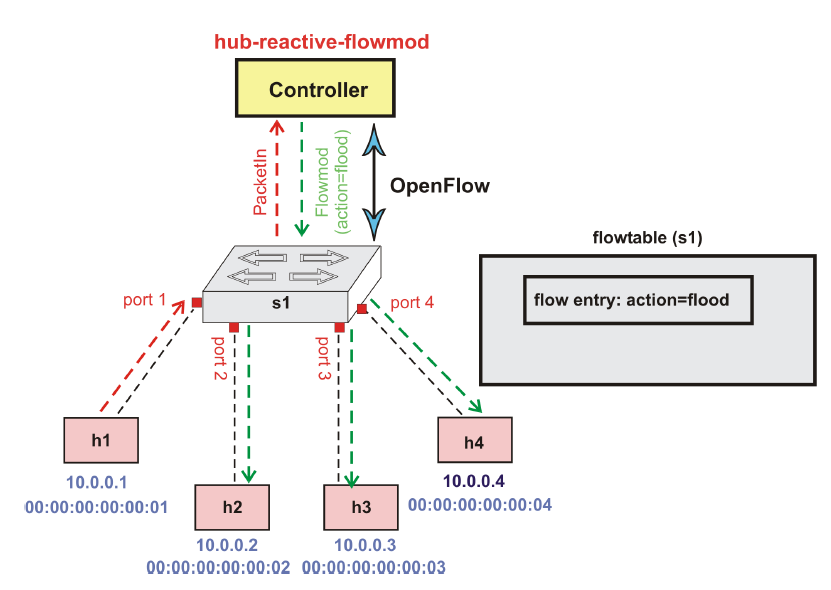 hub-reactive-flowmod
Controller
PacketIn
Flowmod
(action=flood)
OpenFlow
flowtable (s1)
flow entry: action=flood
s1
port 1
port 2
port 3
port 4
h1
10.0.0.1
00:00:00:00:00:01
h2
10.0.0.2
00:00:00:00:00:02
h3
10.0.0.3
00:00:00:00:00:03
h4
10.0.0.4
00:00:00:00:00:04